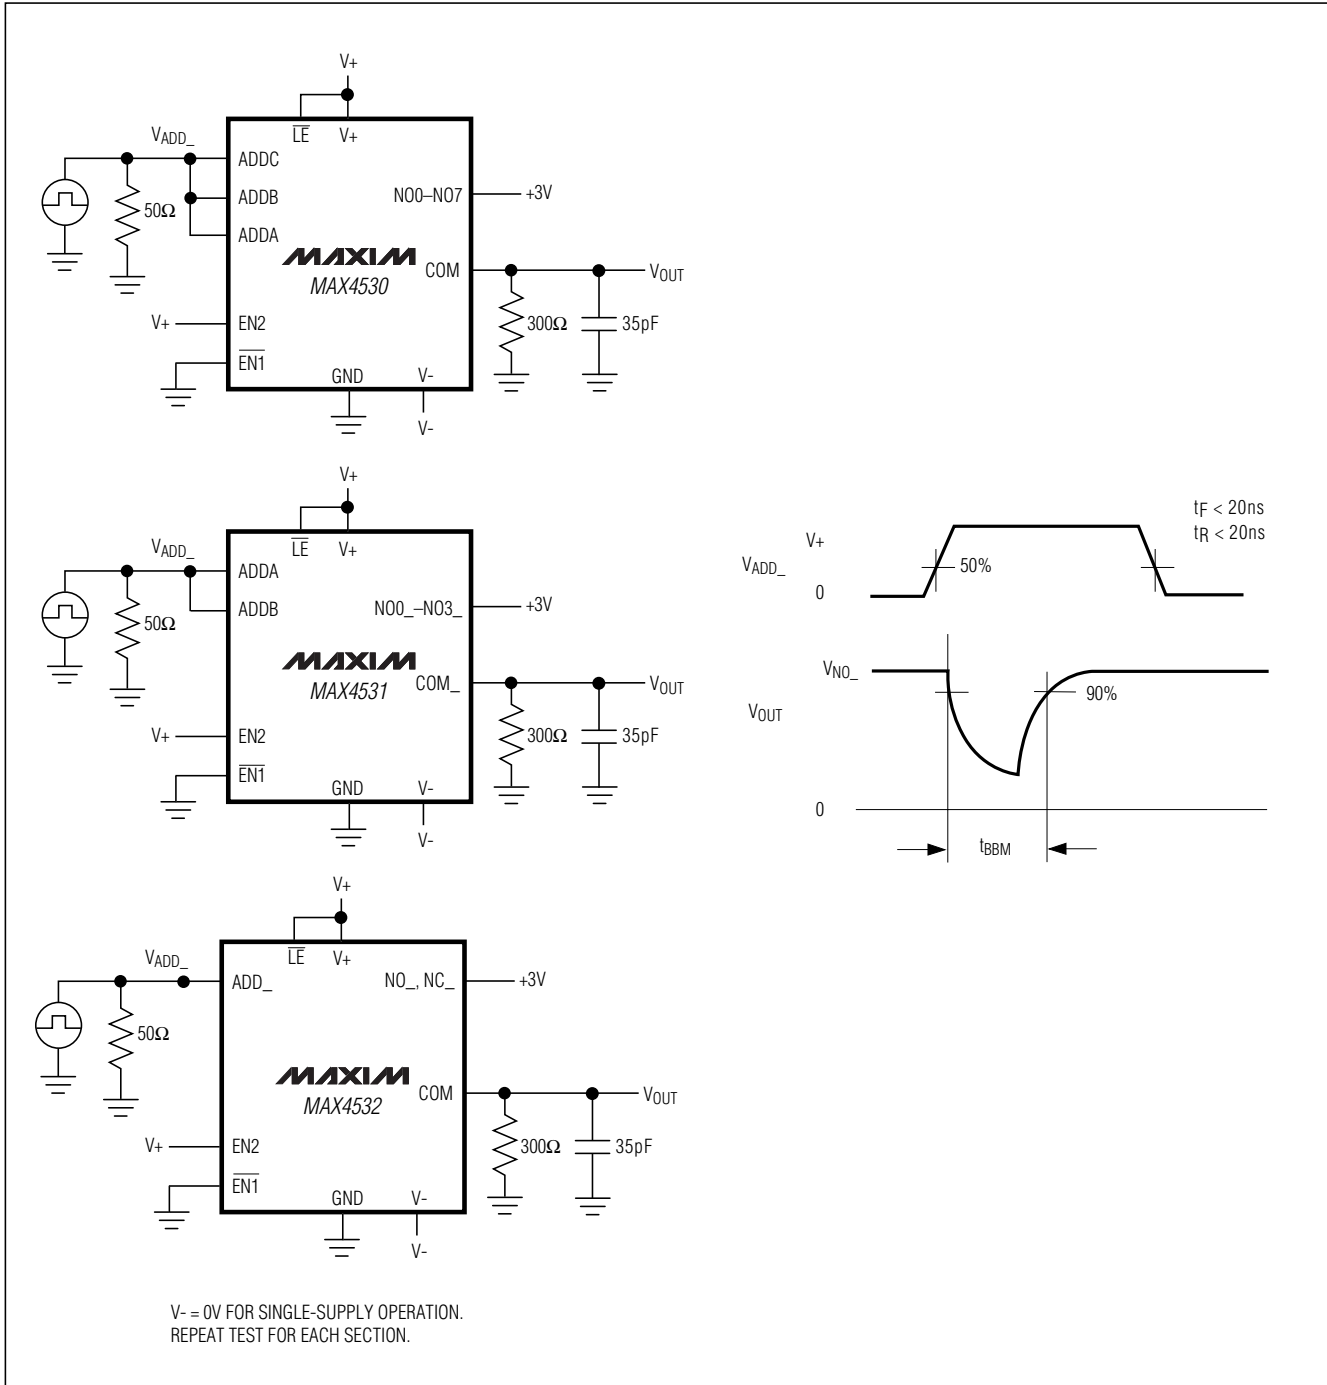 V+
LE V+
VADD_
ADDC
ADDB
ADDA
50Ω
NO0–NO7 +3V
MAXIM
MAX4530
COM VOUT
300Ω 35pF
V+ EN2
EN1
GND V-
V-
V+
LE V+
VADD_
ADDA
ADDB
50Ω
NO0_–NO3_ +3V
MAXIM
MAX4531
COM_ VOUT
300Ω 35pF
V+ EN2
EN1
GND V-
V-
V+
LE V+
VADD_
ADD_
50Ω
NO_, NC_ +3V
MAXIM
MAX4532
COM VOUT
300Ω 35pF
V+ EN2
EN1
GND V-
V-
V- = 0V FOR SINGLE-SUPPLY OPERATION.
REPEAT TEST FOR EACH SECTION.
tF < 20ns
tR < 20ns
V+
VADD_ 50%
0
VNO_
90%
VOUT
0
tBBM